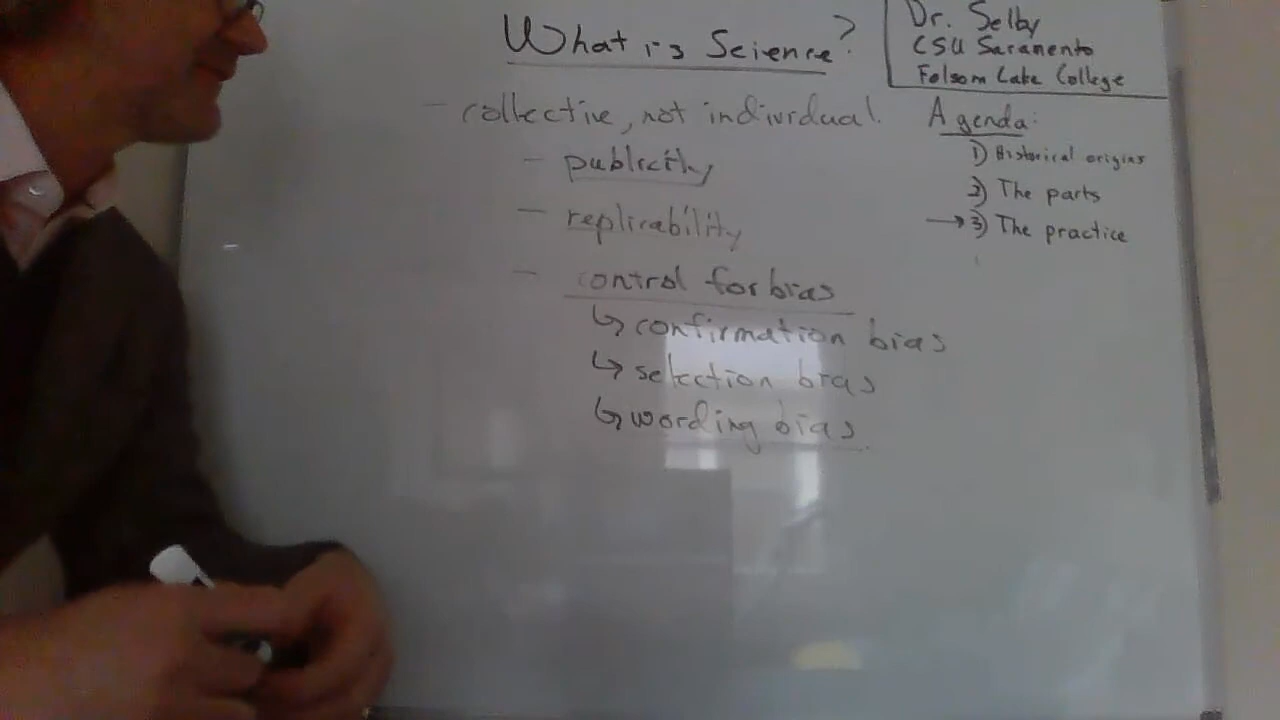 What is Science?
- collective, not individual.
- publicity
- replicability
- control for bias
↳ confirmation bias
↳ selection bias
↳ wording bias.
Dr. Selby
CSU Saramento
Folsom Lake College
Agenda:
1) Historical origins
2) The parts
→ 3) The practice